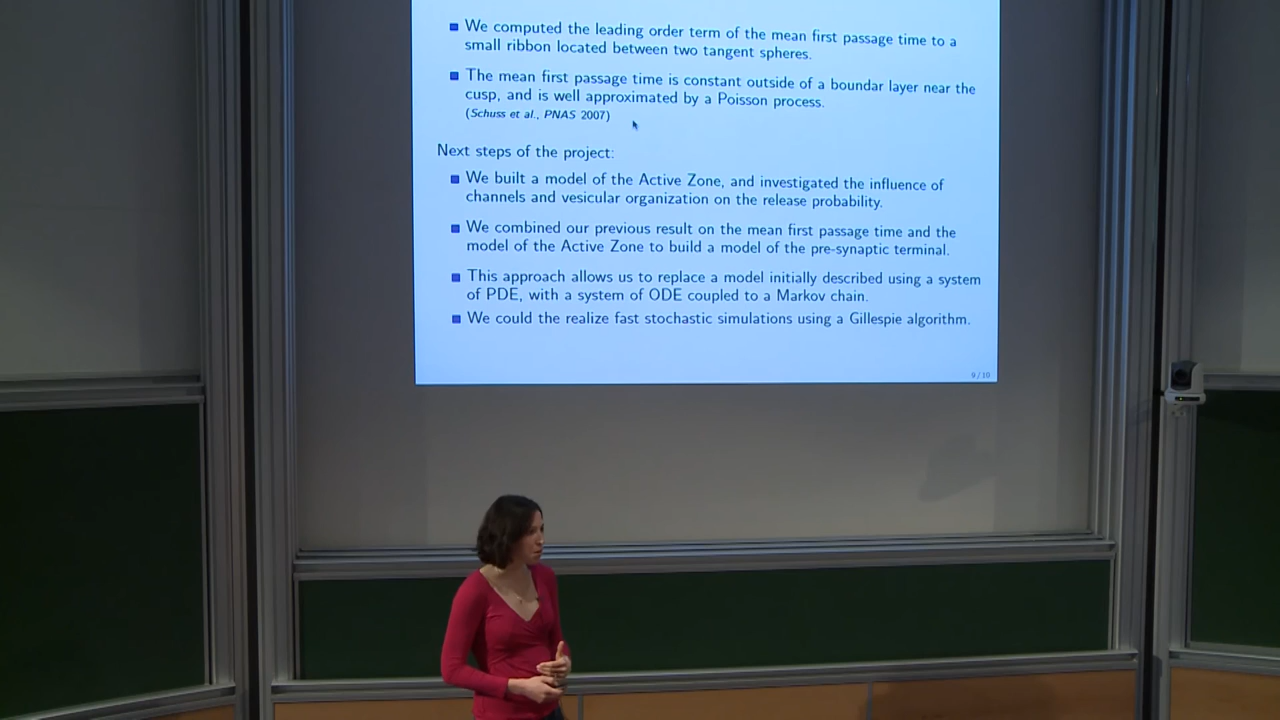 We computed the leading order term of the mean first passage time to a
small ribbon located between two tangent spheres.
The mean first passage time is constant outside of a boundar layer near the
cusp, and is well approximated by a Poisson process.
(Schuss et al., PNAS 2007)
Next steps of the project:
We built a model of the Active Zone, and investigated the influence of
channels and vesicular organization on the release probability.
We combined our previous result on the mean first passage time and the
model of the Active Zone to build a model of the pre-synaptic terminal.
This approach allows us to replace a model initially described using a system
of PDE, with a system of ODE coupled to a Markov chain.
We could the realize fast stochastic simulations using a Gillespie algorithm.
9 / 10